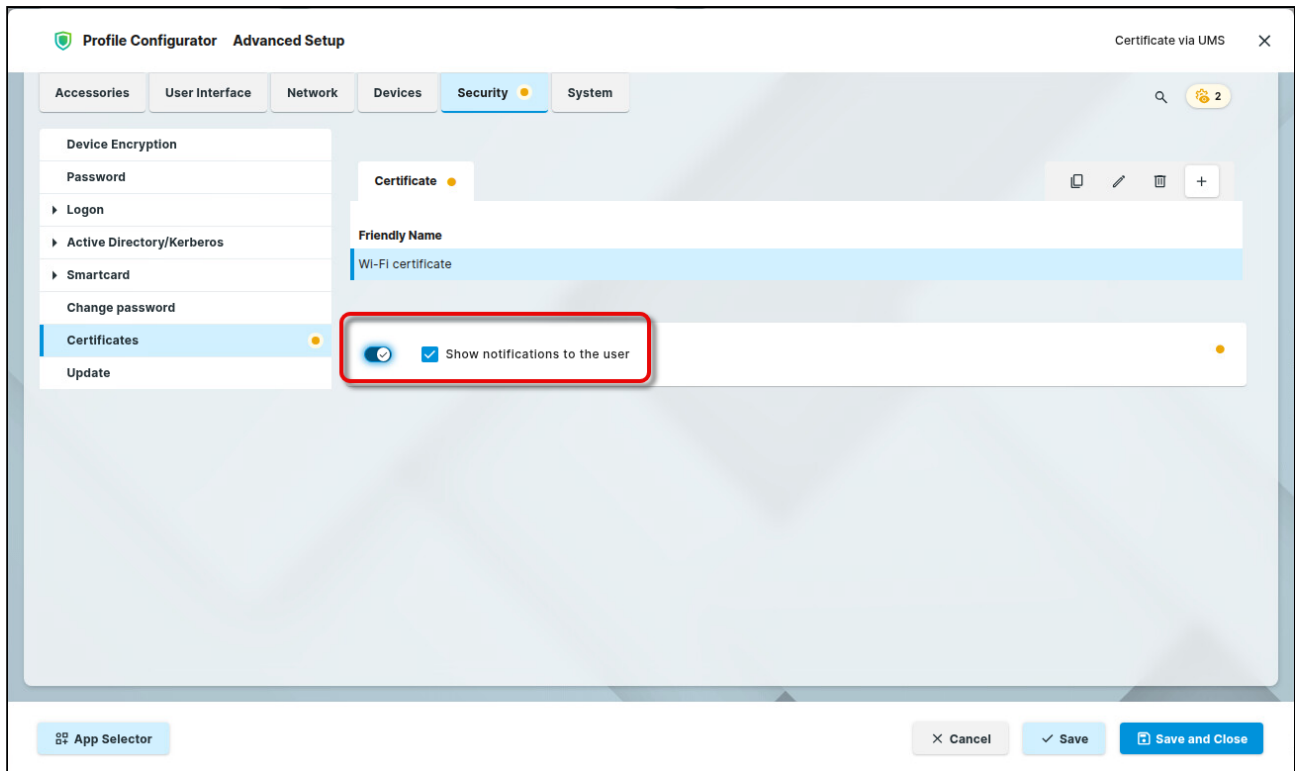 Profile Configurator Advanced Setup
Certificate via UMS
Accessories User Interface Network Devices Security System
2
Device Encryption
Password
Logon
Active Directory/Kerberos
Smartcard
Change password
Certificates
Update
Certificate
Friendly Name
Wi-Fi certificate
Show notifications to the user
App Selector
Cancel Save Save and Close